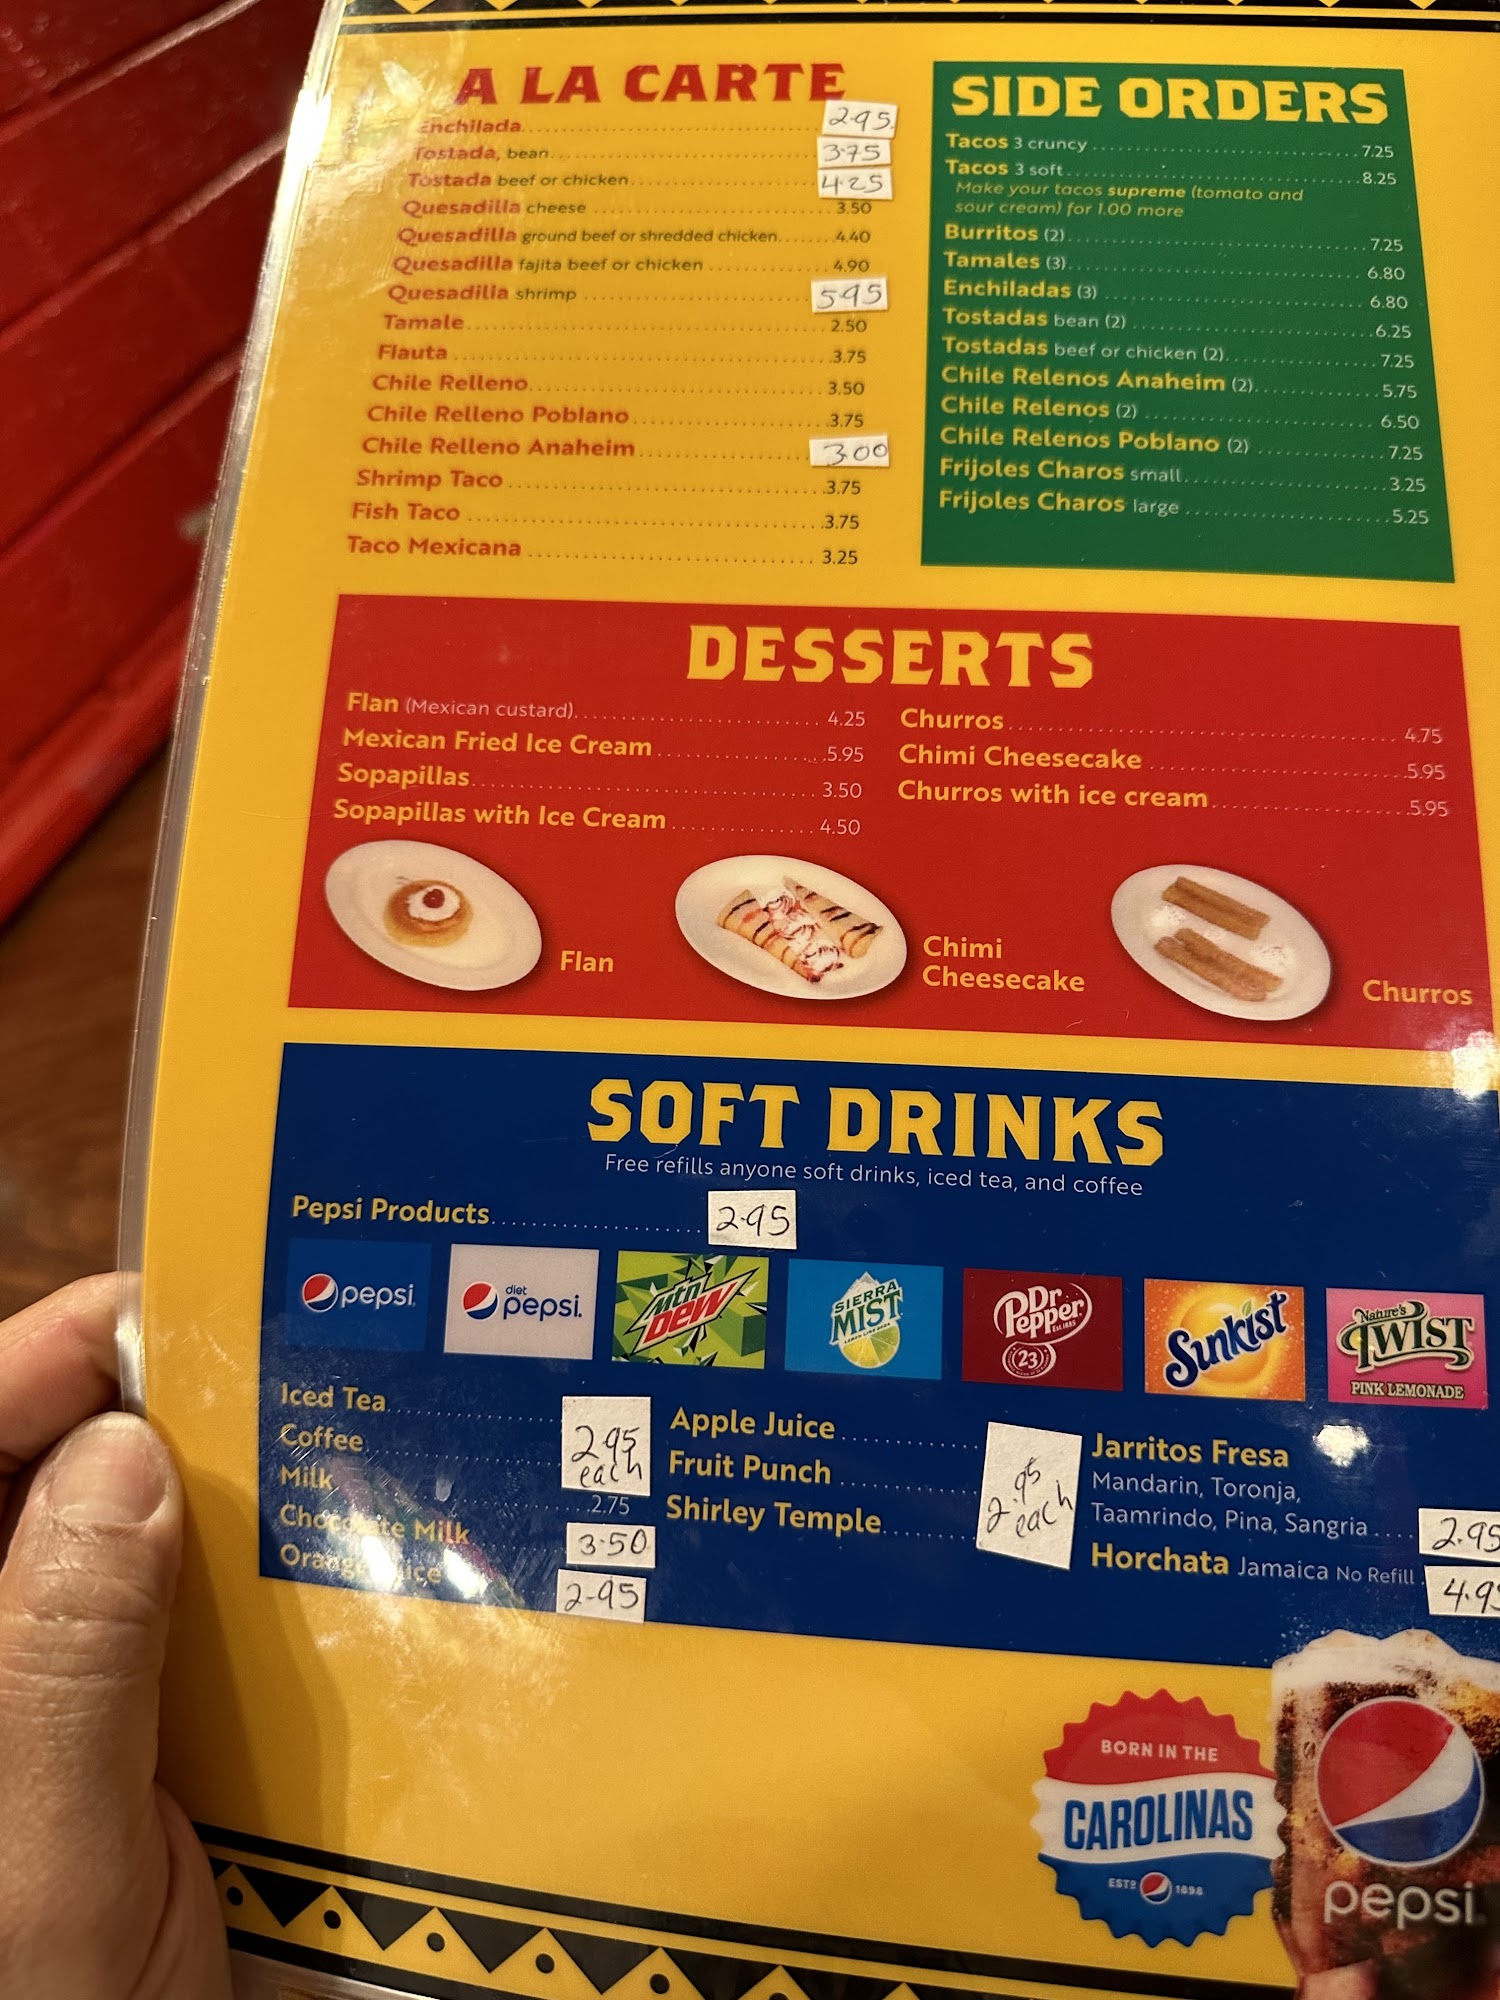 A LA CARTE
Enchilada 2.95
Tostada, bean 3.75
Tostada beef or chicken 4.25
Quesadilla cheese 3.50
Quesadilla ground beef or shredded chicken 4.40
Quesadilla fajita beef or chicken 4.90
Quesadilla shrimp 5.95
Tamale 2.50
Flauta 3.75
Chile Relleno 3.50
Chile Relleno Poblano 3.75
Chile Relleno Anaheim 3.00
Shrimp Taco 3.75
Fish Taco 3.75
Taco Mexicana 3.25
SIDE ORDERS
Tacos 3 cruncy 7.25
Tacos 3 soft 8.25
Make your tacos supreme (tomato and
sour cream) for 1.00 more
Burritos (2) 7.25
Tamales (3) 6.80
Enchiladas (3) 6.80
Tostadas bean (2) 6.25
Tostadas beef or chicken (2) 7.25
Chile Relenos Anaheim (2) 5.75
Chile Relenos (2) 6.50
Chile Relenos Poblano (2) 7.25
Frijoles Charos small 3.25
Frijoles Charos large 5.25
DESSERTS
Flan (Mexican custard) 4.25
Mexican Fried Ice Cream 5.95
Sopapillas 3.50
Sopapillas with Ice Cream 4.50
Churros 4.75
Chimi Cheesecake 5.95
Churros with ice cream 5.95
Flan
Chimi
Cheesecake
Churros
SOFT DRINKS
Free refills anyone soft drinks, iced tea, and coffee
Pepsi Products 2.95
pepsi
diet
pepsi.
mtn
DEW
SIERRA
MIST
Dr
Pepper
Est. 1885
23
Sunkist
Nature's
TWIST
PINK LEMONADE
Iced Tea
Coffee
2.95
each
Milk 2.75
Chocolate Milk 3.50
Orange Juice 2.95
Apple Juice
Fruit Punch
Shirley Temple
2.95
each
Jarritos Fresa
Mandarin, Toronja,
Taamrindo, Pina, Sangria 2.95
Horchata Jamaica No Refill 4.9
BORN IN THE
CAROLINAS
ESTD 1898
pepsi